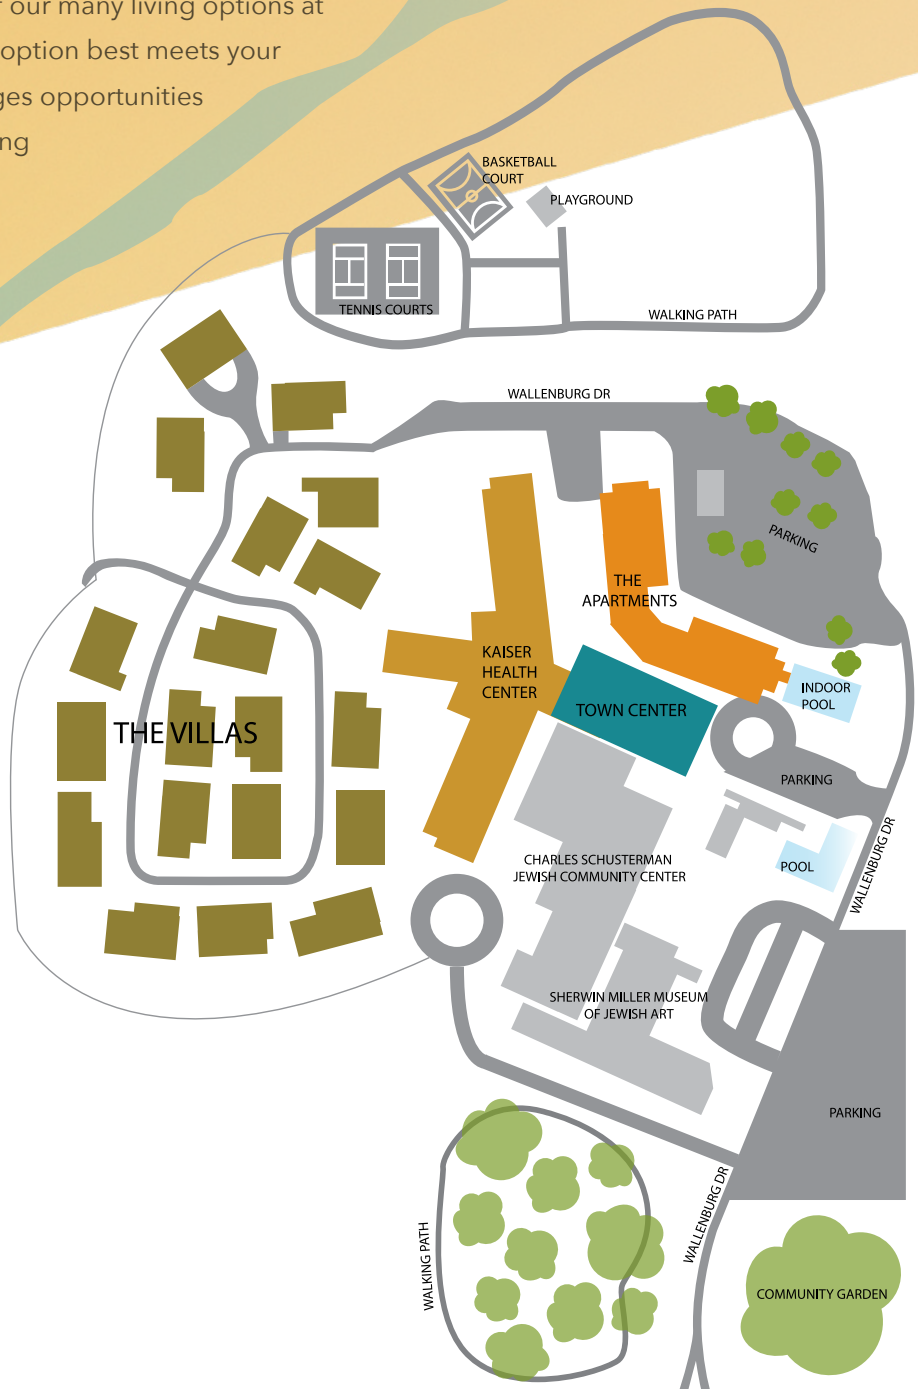 our many living options at
option best meets your
ges opportunities
ng
BASKETBALL
COURT
PLAYGROUND
TENNIS COURTS
WALKING PATH
WALLENBURG DR
PARKING
THE
APARTMENTS
KAISER
HEALTH
CENTER
INDOOR
POOL
TOWN CENTER
THE VILLAS
PARKING
WALLENBURG DR
CHARLES SCHUSTERMAN
JEWISH COMMUNITY CENTER
POOL
SHERWIN MILLER MUSEUM
OF JEWISH ART
PARKING
WALLENBURG DR
WALKING PATH
COMMUNITY GARDEN